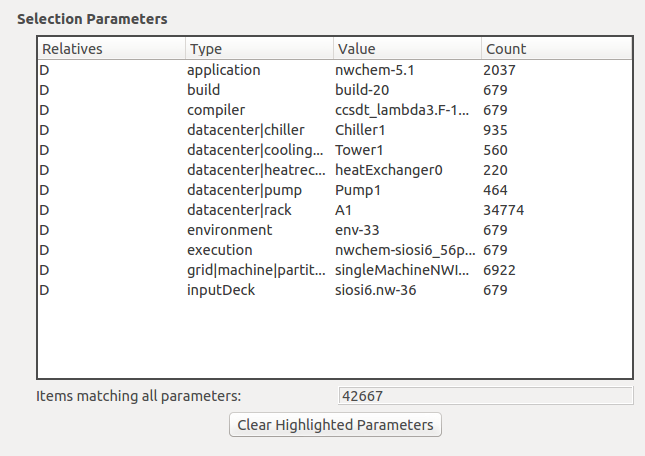 Selection Parameters
Relatives Type Value Count
D application nwchem-5.1 2037
D build build-20 679
D compiler ccsdt_lambda3.F-1... 679
D datacenter|chiller Chiller1 935
D datacenter|cooling... Tower1 560
D datacenter|heatrec... heatExchanger0 220
D datacenter|pump Pump1 464
D datacenter|rack A1 34774
D environment env-33 679
D execution nwchem-siosi6_56p... 679
D grid|machine|partit... singleMachineNWI... 6922
D inputDeck siosi6.nw-36 679
Items matching all parameters: 42667
Clear Highlighted Parameters